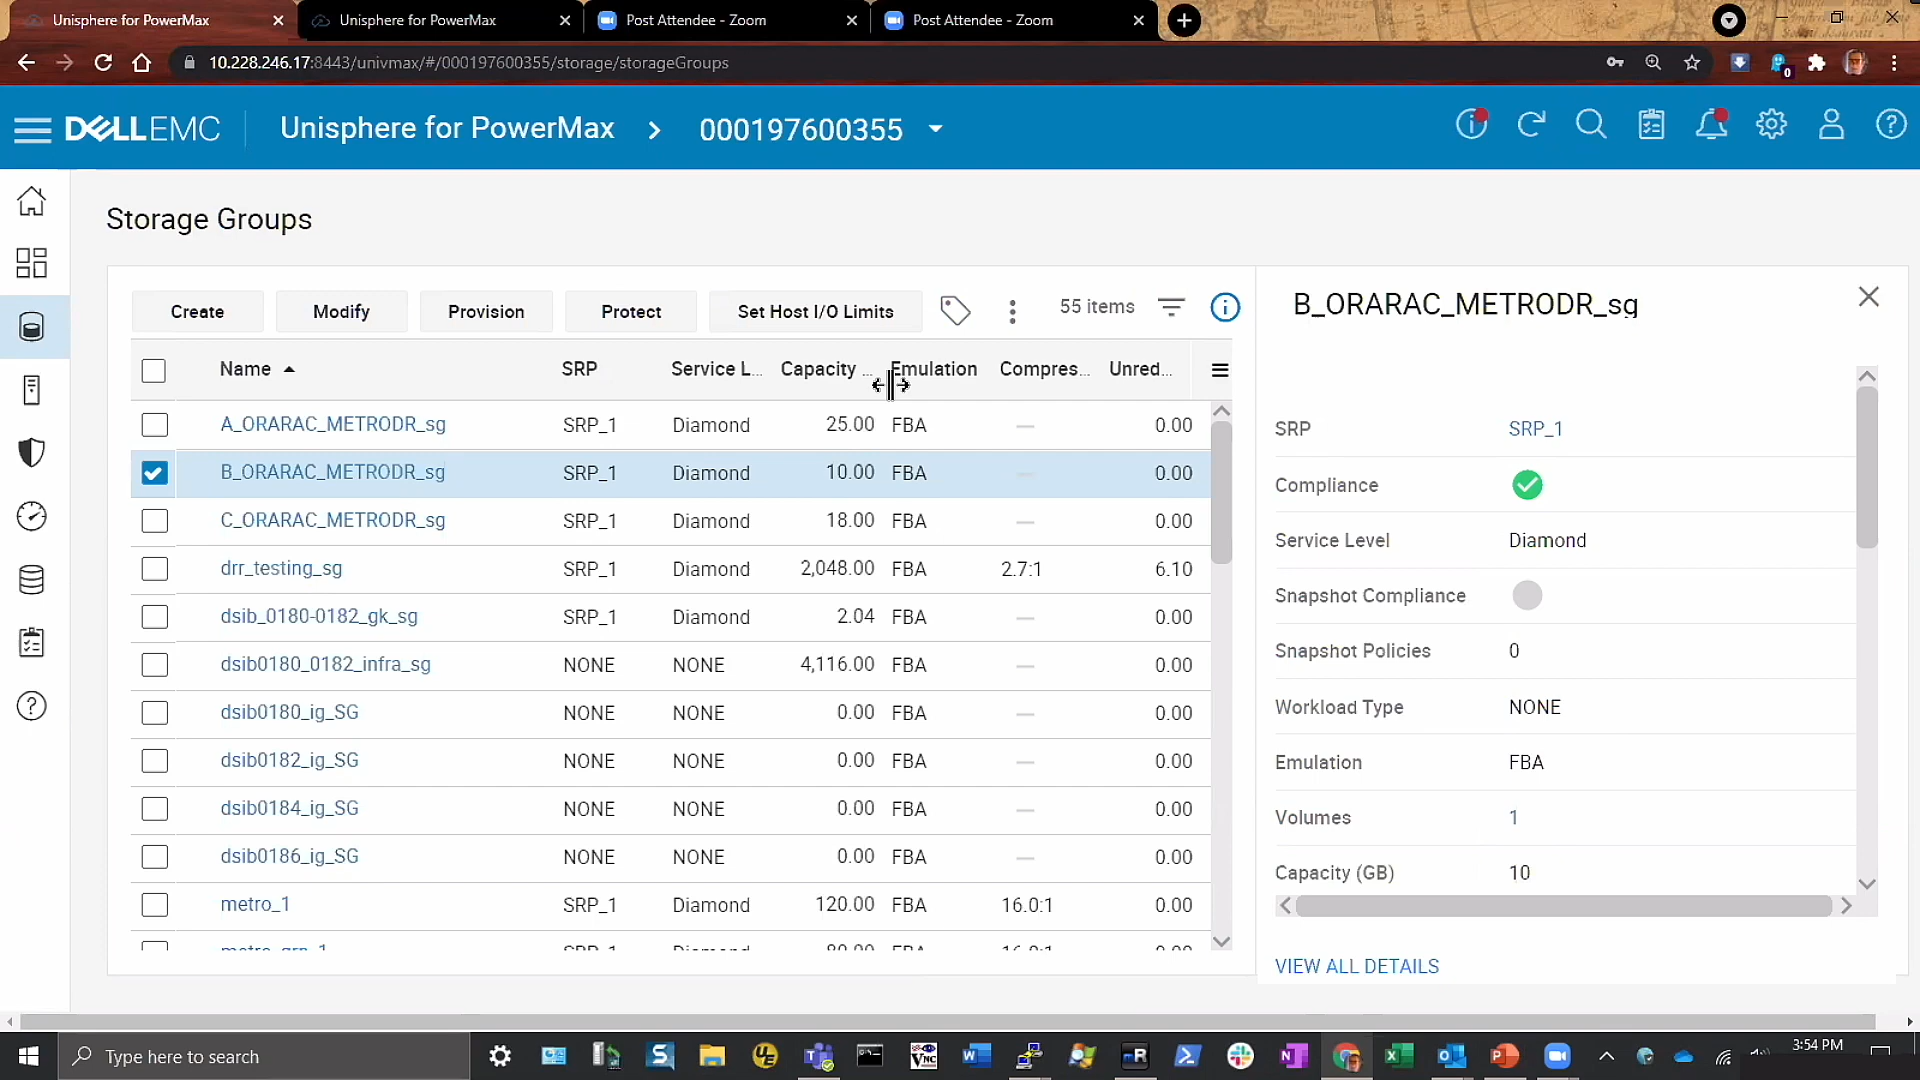 Unisphere for PowerMax
Unisphere for PowerMax
Post Attendee - Zoom
Post Attendee - Zoom
10.228.246.17:8443/univmax/#/000197600355/storage/storageGroups
0
DELLEMC
Unisphere for PowerMax
000197600355
Storage Groups
Create
Modify
Provision
Protect
Set Host I/O Limits
55 items
Name SRP Service L... Capacity ... Emulation Compres... Unred...
A_ORARAC_METRODR_sg SRP_1 Diamond 25.00 FBA — 0.00
B_ORARAC_METRODR_sg SRP_1 Diamond 10.00 FBA — 0.00
C_ORARAC_METRODR_sg SRP_1 Diamond 18.00 FBA — 0.00
drr_testing_sg SRP_1 Diamond 2,048.00 FBA 2.7:1 6.10
dsib_0180-0182_gk_sg SRP_1 Diamond 2.04 FBA — 0.00
dsib0180_0182_infra_sg NONE NONE 4,116.00 FBA — 0.00
dsib0180_ig_SG NONE NONE 0.00 FBA — 0.00
dsib0182_ig_SG NONE NONE 0.00 FBA — 0.00
dsib0184_ig_SG NONE NONE 0.00 FBA — 0.00
dsib0186_ig_SG NONE NONE 0.00 FBA — 0.00
metro_1 SRP_1 Diamond 120.00 FBA 16.0:1 0.00
B_ORARAC_METRODR_sg
SRP SRP_1
Compliance
Service Level Diamond
Snapshot Compliance
Snapshot Policies 0
Workload Type NONE
Emulation FBA
Volumes 1
Capacity (GB) 10
VIEW ALL DETAILS
Type here to search
3:54 PM